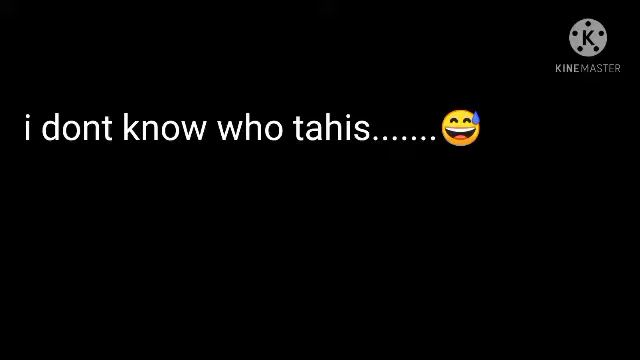 KINEMASTER
i dont know who tahis.......😅